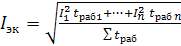 Iэк = √((I₁² tраб1+⋯+Iₙ² tраб n)/(∑ tраб))